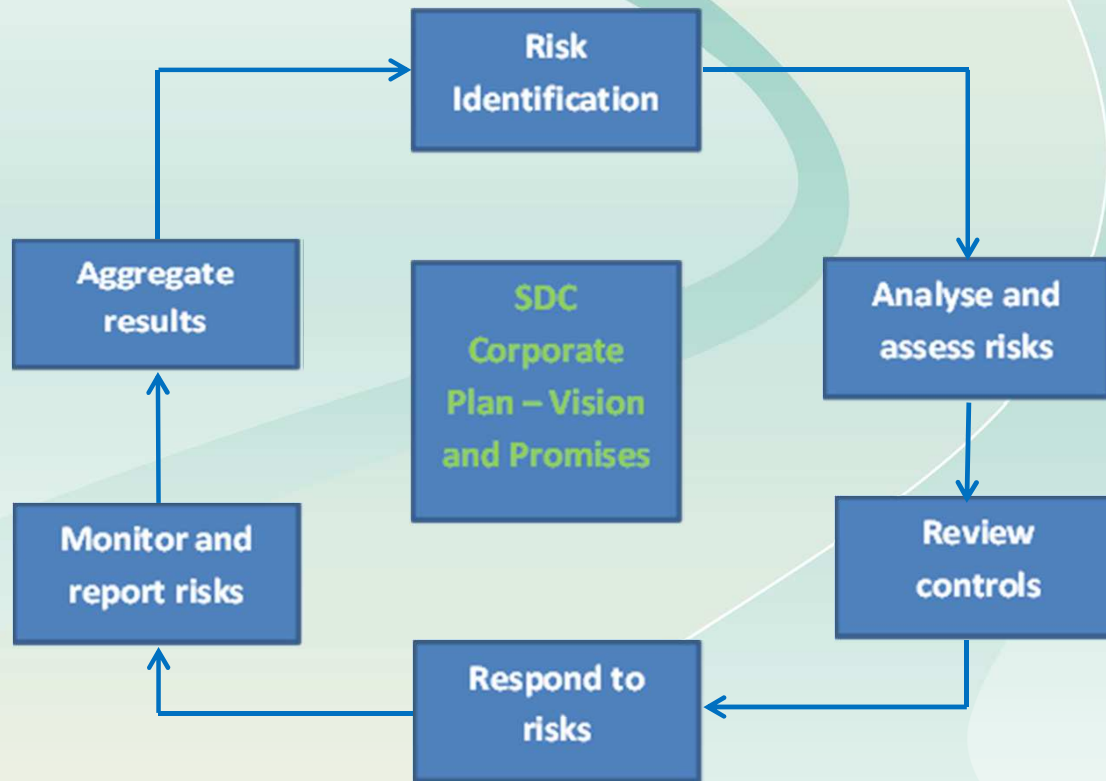 Risk
Identification
Aggregate
results
SDC
Corporate
Plan – Vision
and Promises
Analyse and
assess risks
Monitor and
report risks
Review
controls
Respond to
risks